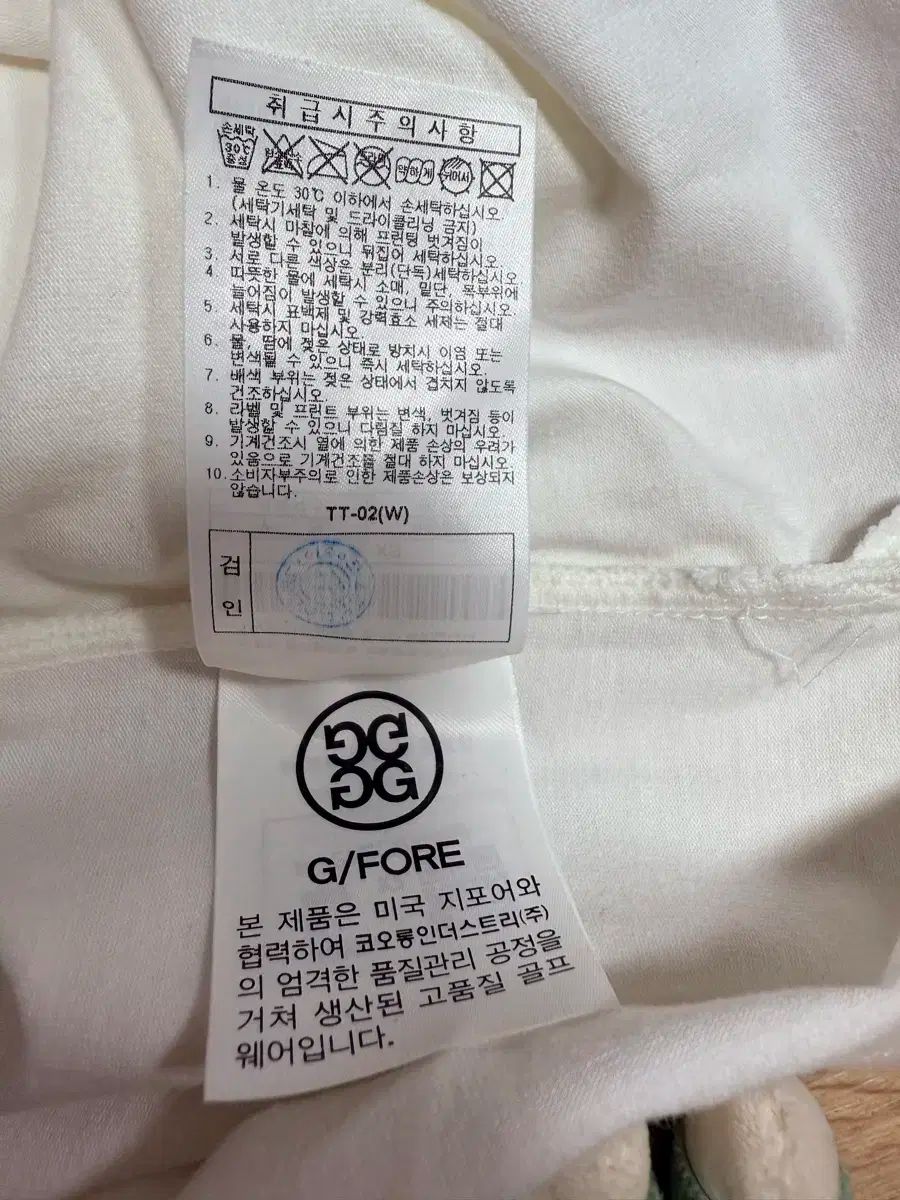 취급시주의사항
손세탁
30℃
중성
약하게
뉘어서
1. 물 온도 30℃ 이하에서 손세탁하십시오.
(세탁기세탁 및 드라이클리닝 금지)
2. 세탁시 마찰에 의해 프린팅 벗겨짐이
발생할 수 있으니 뒤집어 세탁하십시오.
3. 서로 다른 색상은 분리(단독)세탁하십시오
4. 따뜻한 물에 세탁시 소매, 밑단, 목부위에
늘어짐이 발생할 수 있으니 주의하십시오.
5. 세탁시 표백제 및 강력효소 세제는 절대
사용하지 마십시오.
6. 물, 땀에 젖은 상태로 방치시 이염 또는
변색될 수 있으니 즉시 세탁하십시오.
7. 배색 부위는 젖은 상태에서 겹치지 않도록
건조하십시오.
8. 라벨 및 프린트 부위는 변색, 벗겨짐 등이
발생할 수 있으니 다림질 하지 마십시오.
9. 기계건조시 열에 의한 제품 손상의 우려가
있음으로 기계건조를 절대 하지 마십시오.
10. 소비자부주의로 인한 제품손상은 보상되지
않습니다.
TT-02(W)
검
인
G/FORE
본 제품은 미국 지포어와
협력하여 코오롱인더스트리(주)
의 엄격한 품질관리 공정을
거쳐 생산된 고품질 골프
웨어입니다.